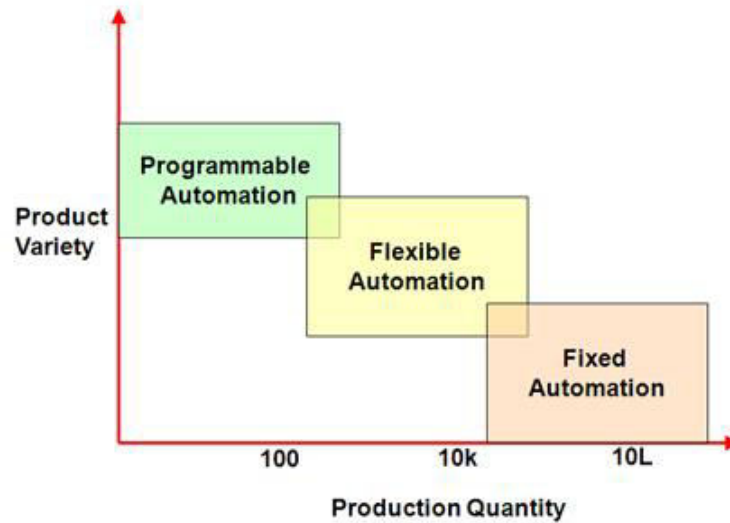 Programmable
Automation
Product
Variety
Flexible
Automation
Fixed
Automation
100
10k
10L
Production Quantity